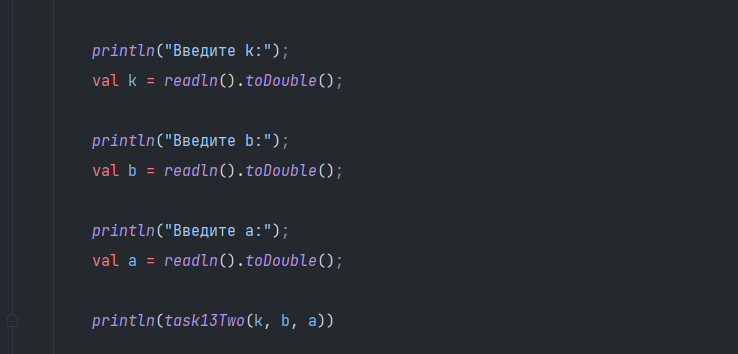 println("Введите k:");
val k = readln().toDouble();
println("Введите b:");
val b = readln().toDouble();
println("Введите a:");
val a = readln().toDouble();
println(task13Two(k, b, a))